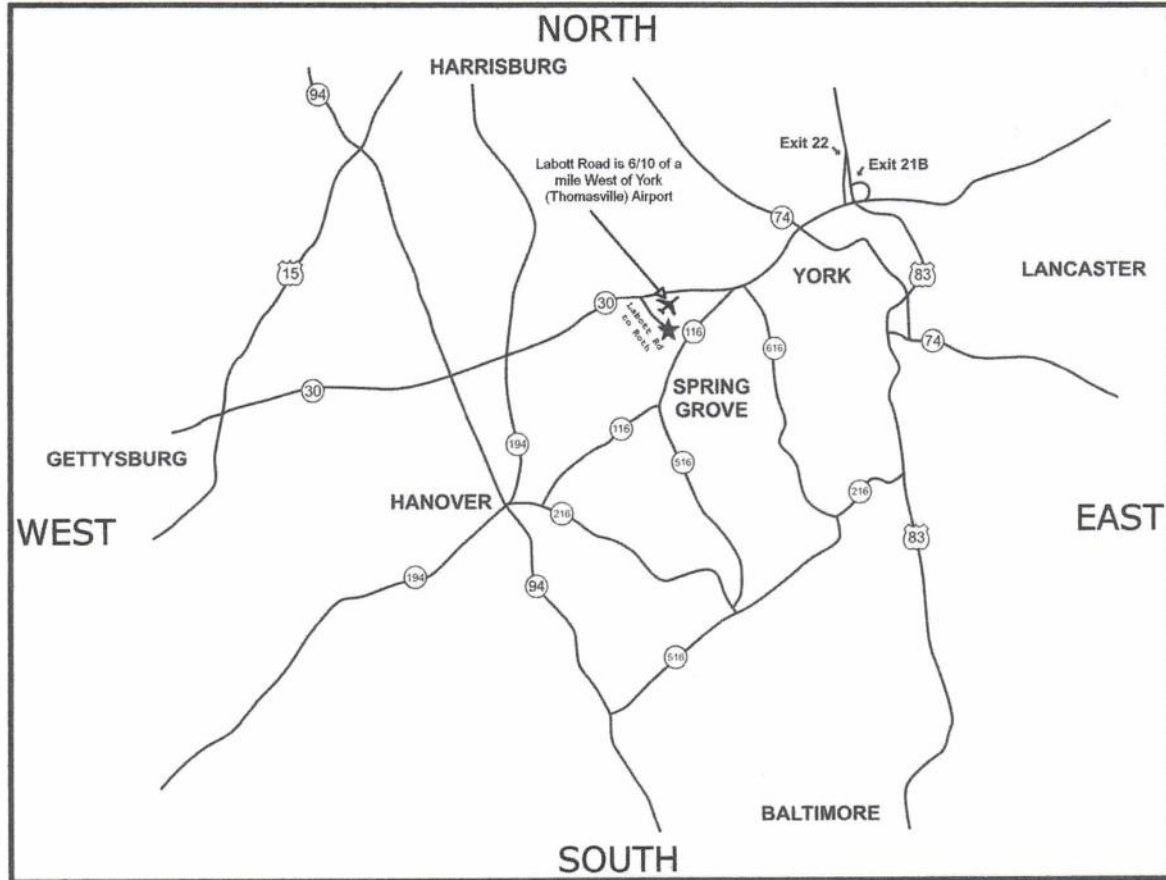 NORTH
HARRISBURG
94
Exit 22
Exit 21B
Labott Road is 6/10 of a
mile West of York
(Thomasville) Airport
74
15
83
YORK
LANCASTER
30
Labott Rd
to Roth
116
74
616
30
SPRING
GROVE
116
194
GETTYSBURG
516
HANOVER
216
216
WEST
EAST
83
194
94
516
BALTIMORE
SOUTH